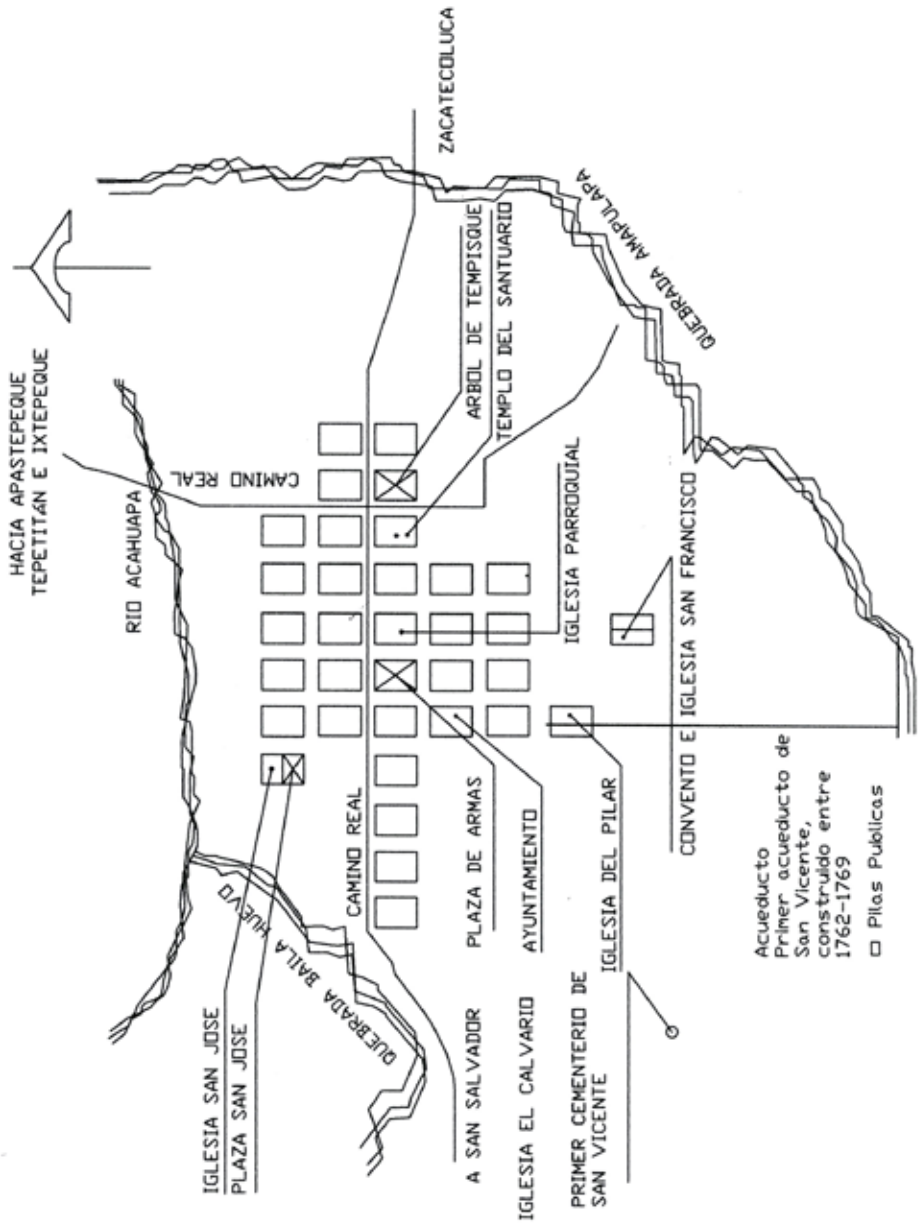 HACIA APASTEPEQUE
TEPETITÁN E IXTEPEQUE
RIO ACAHUAPA
CAMINO REAL
ZACATECOLUCA
ARBOL DE TEMPISQUE
TEMPLO DEL SANTUARIO
QUEBRADA AMAPULAPA
IGLESIA SAN JOSE
PLAZA SAN JOSE
QUEBRADA BAILA HUEVO
CAMINO REAL
A SAN SALVADOR
PLAZA DE ARMAS
IGLESIA PARROQUIAL
AYUNTAMIENTO
IGLESIA EL CALVARIO
IGLESIA DEL PILAR
PRIMER CEMENTERIO DE
SAN VICENTE
CONVENTO E IGLESIA SAN FRANCISCO
Acueducto
Primer acueducto de
San Vicente,
construido entre
1762-1769
Pilas Publicas